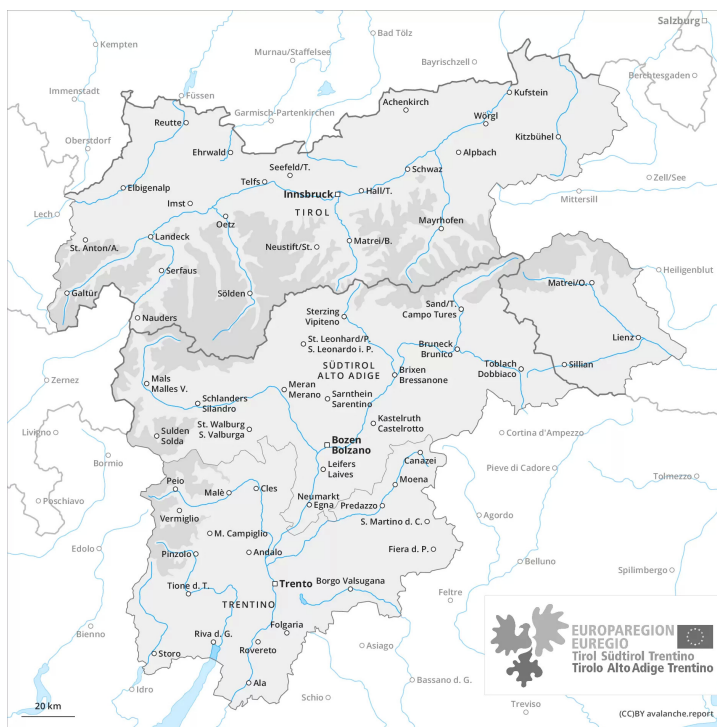 Salzburg
Kempten
Bad Tölz
Murnau/Staffelsee
Bayrischzell
Berchtesgaden
Immenstadt
Füssen
Kufstein
Achenkirch
Garmisch-Partenkirchen
Wörgl
Reutte
Kitzbühel
Oberstdorf
Ehrwald
Alpbach
Seefeld/T.
Schwaz
Zell/See
Telfs
Elbigenalp
Innsbruck
Hall/T.
Mittersill
Imst
TIROL
Lech
Oetz
Mayrhofen
St. Anton/A.
Landeck
Neustift/St.
Matrei/B.
Serfaus
Heiligenblut
Matrei/O.
Galtür
Sölden
Nauders
Sterzing
Vipiteno
Sand/T.
Campo Tures
Lienz
St. Leonhard/P.
S. Leonardo i. P.
Bruneck
Brunico
SÜDTIROL
ALTO ADIGE
Toblach
Dobbiaco
Sillian
Brixen
Bressanone
Zernez
Mals
Malles V.
Meran
Merano
Sarnthein
Sarentino
Schlanders
Silandro
Kastelruth
Castelrotto
St. Walburg
S. Valburga
Livigno
Sulden
Solda
Bozen
Bolzano
Cortina d'Ampezzo
Bormio
Canazei
Leifers
Laives
Pieve di Cadore
Tolmezzo
Peio
Moena
Poschiavo
Malè
Cles
Neumarkt
Egna
Predazzo
Vermiglio
S. Martino d. C.
Agordo
M. Campiglio
Edolo
Pinzolo
Andalo
Fiera d. P.
Belluno
Spilimbergo
Trento
Borgo Valsugana
Tione d. T.
Feltre
TRENTINO
Folgaria
Bienno
Riva d. G.
Rovereto
Asiago
Storo
Bassano d. G.
Ala
Idro
Schio
Treviso
EUROPAREGION
EUREGIO
Tirol Südtirol Trentino
Tirolo Alto Adige Trentino
20 km
(CC)BY avalanche.report